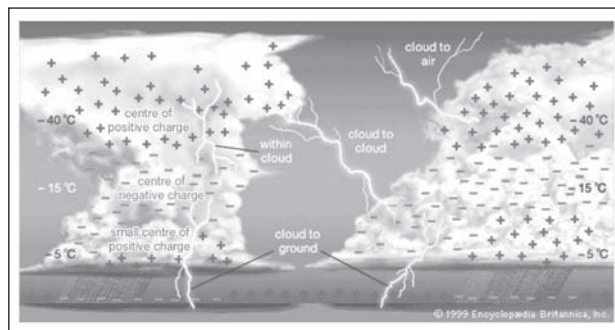 cloud to
air
centre of
positive charge
−40 °C
−40 °C
within
cloud
cloud to
cloud
−15 °C
centre of
negative charge
−15 °C
small centre of
positive charge
cloud to
ground
−5 °C
−5 °C
© 1999 Encyclopædia Britannica, Inc.